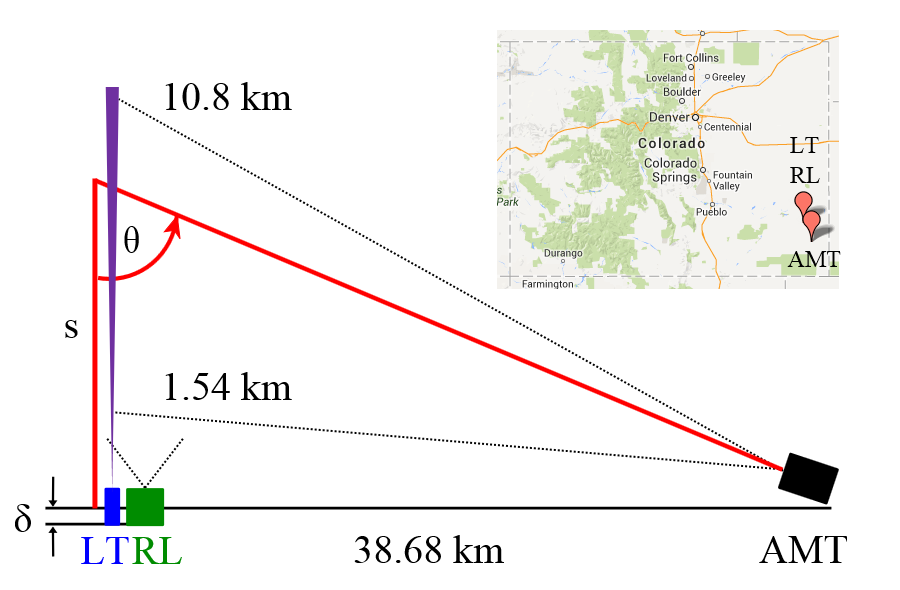 10.8 km
θ
s
1.54 km
δ
LT RL
38.68 km
AMT
Fort Collins
Loveland
Greeley
Boulder
Denver
Centennial
Colorado
Colorado
Springs
Fountain
Valley
Pueblo
s
Park
Durango
Farmington
LT
RL
AMT